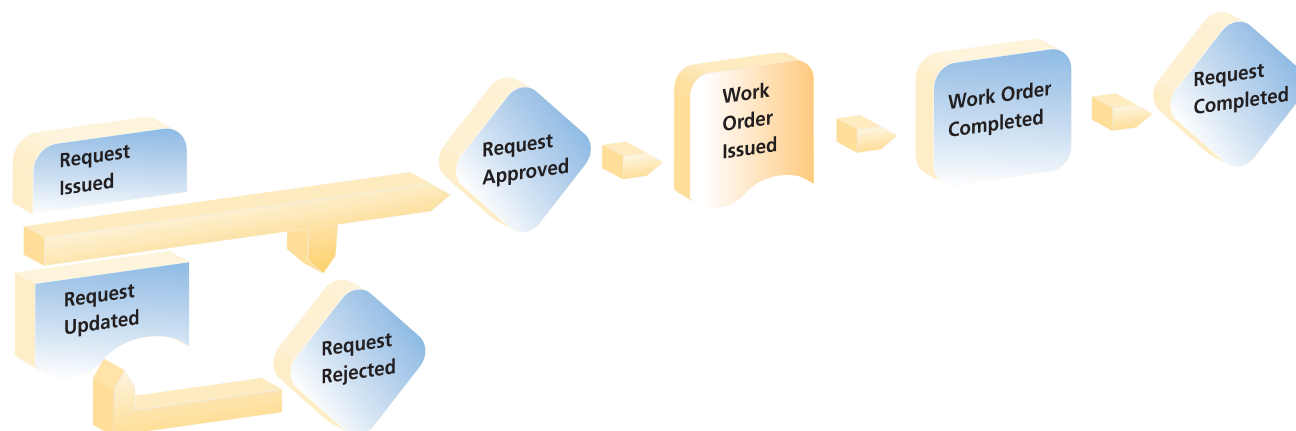 Request
Issued
Request
Updated
Request
Rejected
Request
Approved
Work
Order
Issued
Work Order
Completed
Request
Completed